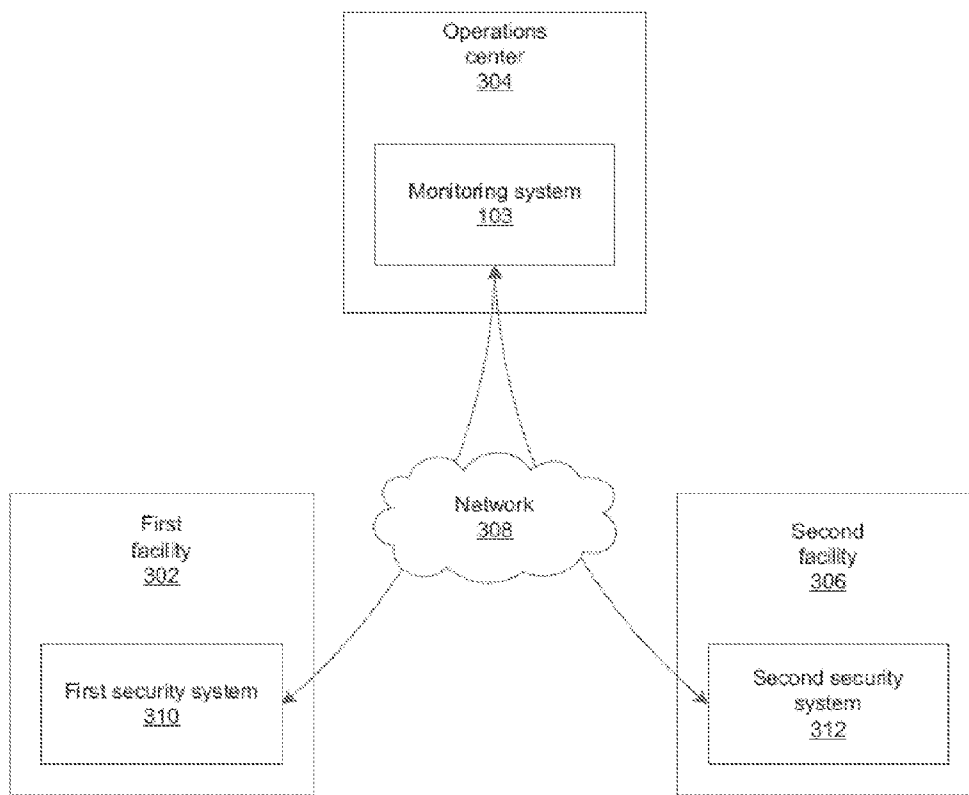 Operations
center
304
Monitoring system
103
Network
308
First
facility
302
First security system
310
Second
facility
306
Second security
system
312